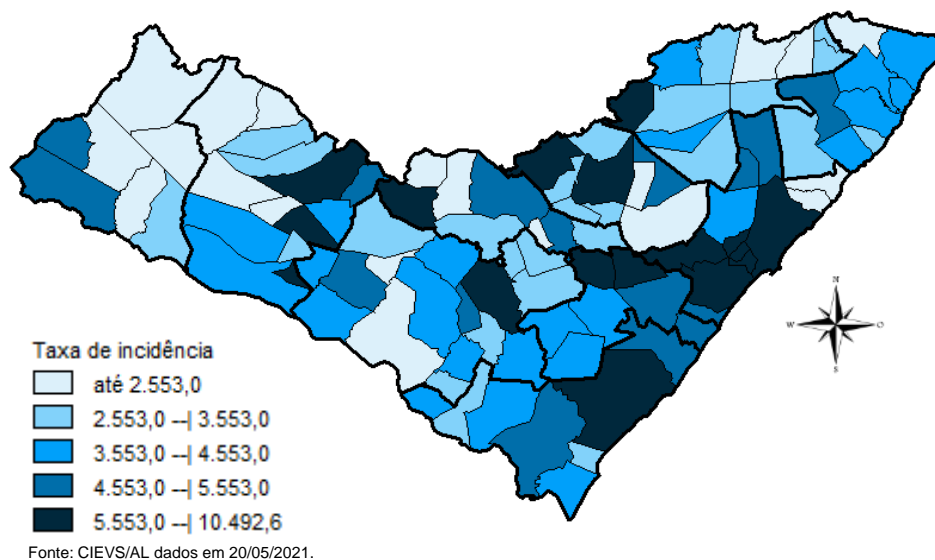 N
W
O
S
Taxa de incidência
até 2.553,0
2.553,0 --| 3.553,0
3.553,0 --| 4.553,0
4.553,0 --| 5.553,0
5.553,0 --| 10.492,6
Fonte: CIEVS/AL dados em 20/05/2021.